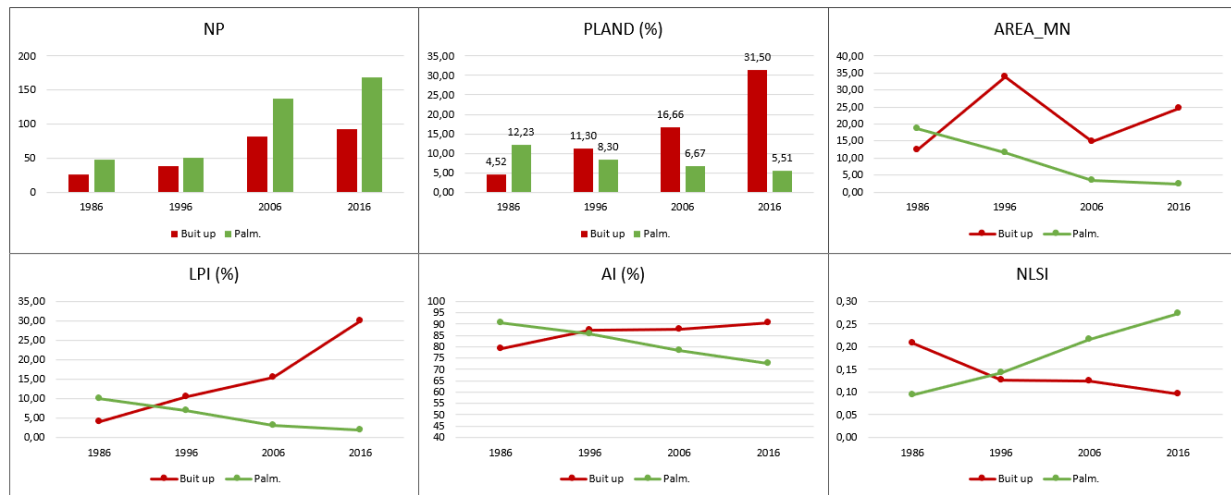 NP
200
150
100
50
0
1986 1996 2006 2016
Buit up Palm.
PLAND (%)
35,00
30,00
25,00
20,00
15,00
10,00
5,00
0,00
4,52 12,23 11,30 8,30 16,66 6,67 31,50 5,51
1986 1996 2006 2016
Buit up Palm.
AREA_MN
40,00
35,00
30,00
25,00
20,00
15,00
10,00
5,00
0,00
1986 1996 2006 2016
Buit up Palm.
LPI (%)
35,00
30,00
25,00
20,00
15,00
10,00
5,00
0,00
1986 1996 2006 2016
Buit up Palm.
AI (%)
100
95
90
85
80
75
70
65
60
55
50
45
40
1986 1996 2006 2016
Buit up Palm.
NLSI
0,30
0,25
0,20
0,15
0,10
0,05
0,00
1986 1996 2006 2016
Buit up Palm.